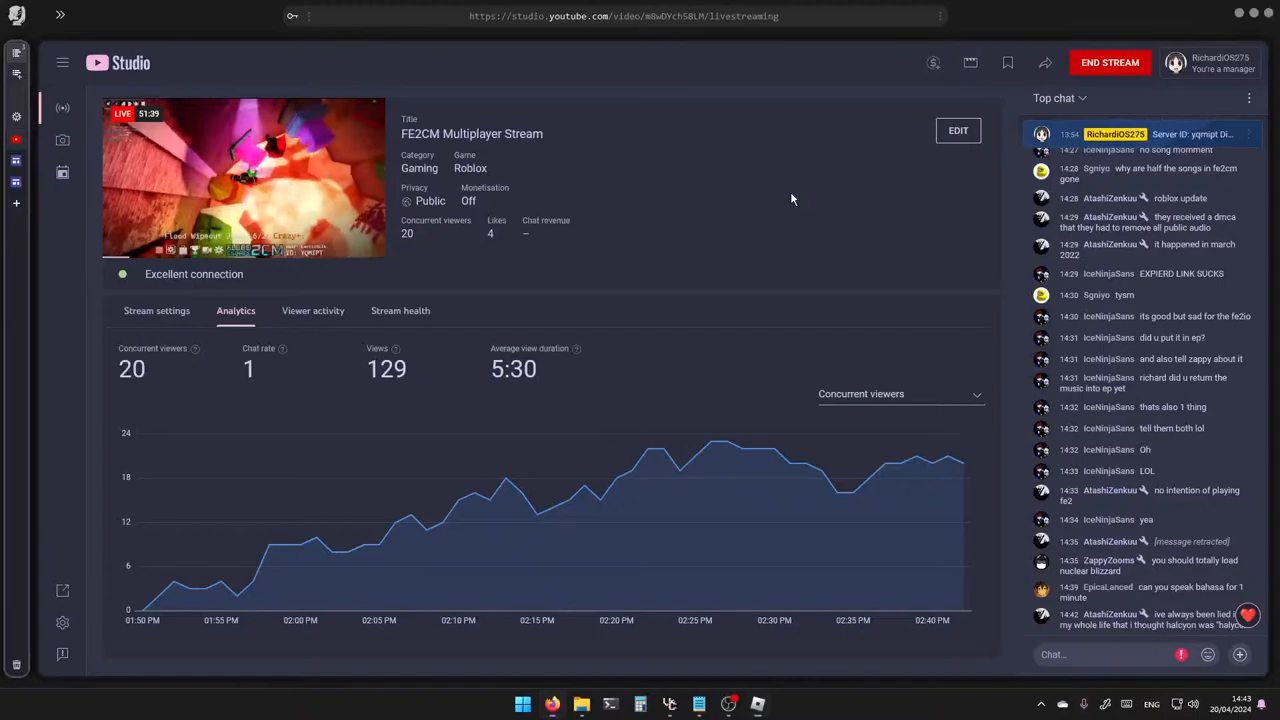 https://studio.youtube.com/video/m8wDYch58LM/livestreaming
Studio
END STREAM
RichardiOS275
You're a manager
LIVE 51:39
Title
FE2CM Multiplayer Stream
EDIT
Category Game
Gaming Roblox
Privacy Monetisation
Public Off
Concurrent viewers Likes Chat revenue
20 4 –
Flood Wipeout
Crazy+
2CM
ID: YQMIPT
Excellent connection
Stream settings Analytics Viewer activity Stream health
Concurrent viewers Chat rate Views Average view duration
20 1 129 5:30
Concurrent viewers
24
18
12
6
0
01:50 PM 01:55 PM 02:00 PM 02:05 PM 02:10 PM 02:15 PM 02:20 PM 02:25 PM 02:30 PM 02:35 PM 02:40 PM
Top chat
13:54 RichardiOS275 Server ID: yqmipt Di...
14:27 IceNinjaSans no song momment
14:28 Sgniyo why are half the songs in fe2cm
gone
14:28 AtashiZenkuu roblox update
14:29 AtashiZenkuu they received a dmca
that they had to remove all public audio
14:29 AtashiZenkuu it happened in march
2022
14:29 IceNinjaSans EXPIERD LINK SUCKS
14:30 Sgniyo tysm
14:30 IceNinjaSans its good but sad for the fe2io
14:31 IceNinjaSans did u put it in ep?
14:31 IceNinjaSans and also tell zappy about it
14:31 IceNinjaSans richard did u return the
music into ep yet
14:32 IceNinjaSans thats also 1 thing
14:32 IceNinjaSans tell them both lol
14:32 IceNinjaSans Oh
14:33 IceNinjaSans LOL
14:33 AtashiZenkuu no intention of playing
fe2
14:34 IceNinjaSans yea
14:35 AtashiZenkuu [message retracted]
14:35 ZappyZooms you should totally load
nuclear blizzard
14:39 EpicaLanced can you speak bahasa for 1
minute
14:42 AtashiZenkuu ive always been lied
my whole life that i thought halcyon was "halyc
Chat...
ENG
14:43
20/04/2024